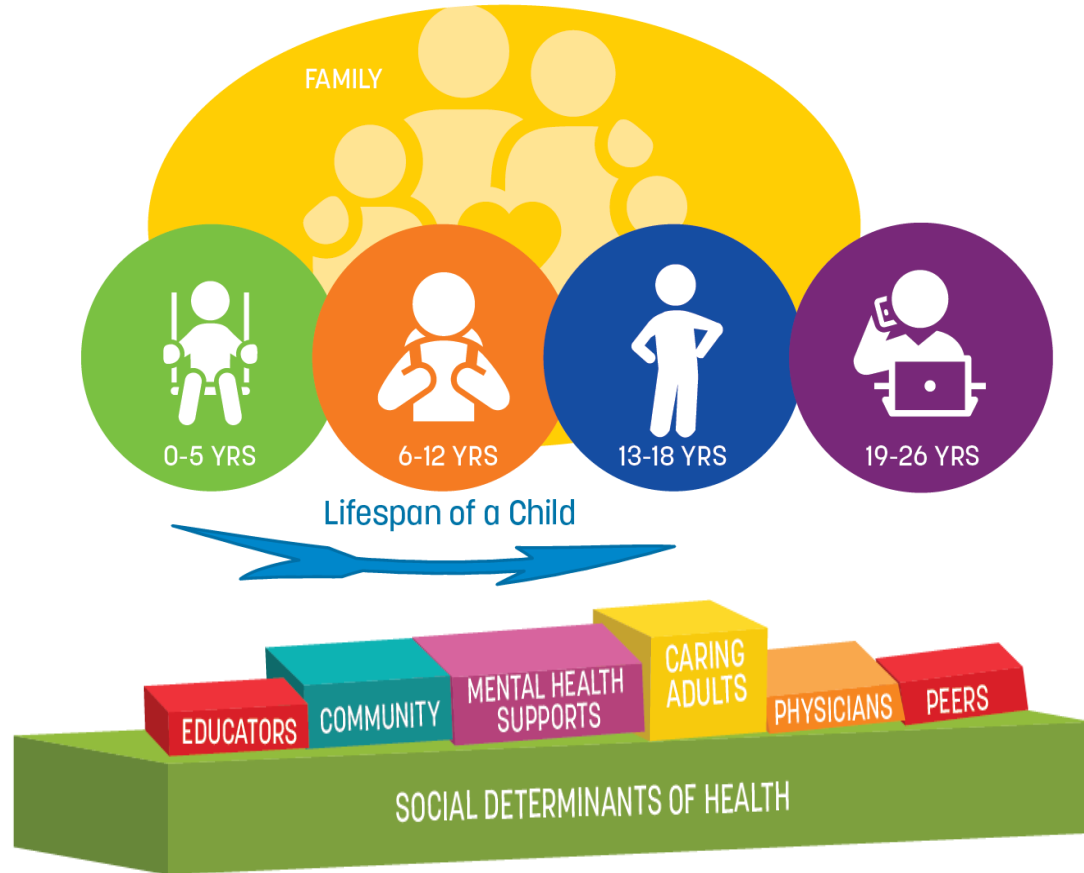 FAMILY
0-5 YRS
6-12 YRS
13-18 YRS
19-26 YRS
Lifespan of a Child
EDUCATORS
COMMUNITY
MENTAL HEALTH
SUPPORTS
CARING
ADULTS
PHYSICIANS
PEERS
SOCIAL DETERMINANTS OF HEALTH